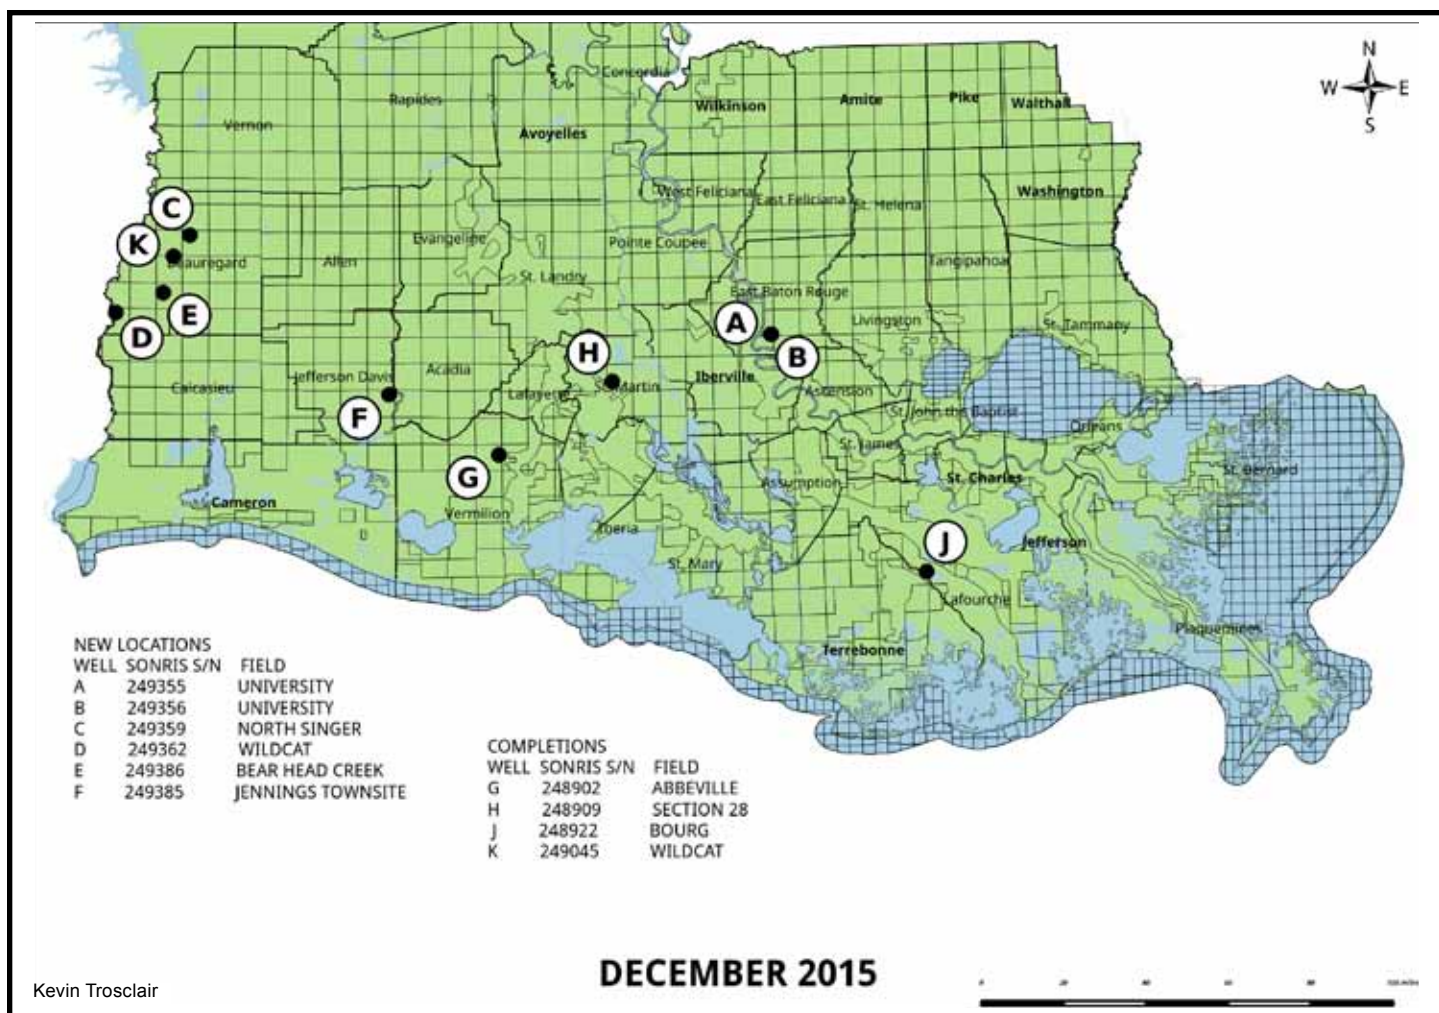 N
W E
S
Concordia
Rapides
Wilkinson
Amite
Pike
Walthall
Vernon
Avoyelles
West Feliciana
East Feliciana
St. Helena
Washington
C
K
Beauregard
Allen
Evangeline
Pointe Coupee
St. Landry
Tangipahoa
East Baton Rouge
Livingston
St. Tammany
E
D
A
B
H
Jefferson Davis
Acadia
Calcasieu
Lafayette
St. Martin
Iberville
Ascension
St. John the Baptist
Orleans
F
St. James
G
Assumption
St. Charles
St. Bernard
Cameron
Vermilion
Iberia
J
Jefferson
St. Mary
Lafourche
Plaquemines
Terrebonne
NEW LOCATIONS
WELL SONRIS S/N FIELD
A 249355 UNIVERSITY
B 249356 UNIVERSITY
C 249359 NORTH SINGER
D 249362 WILDCAT
E 249386 BEAR HEAD CREEK
F 249385 JENNINGS TOWNSITE
COMPLETIONS
WELL SONRIS S/N FIELD
G 248902 ABBEVILLE
H 248909 SECTION 28
J 248922 BOURG
K 249045 WILDCAT
DECEMBER 2015
Kevin Trosclair